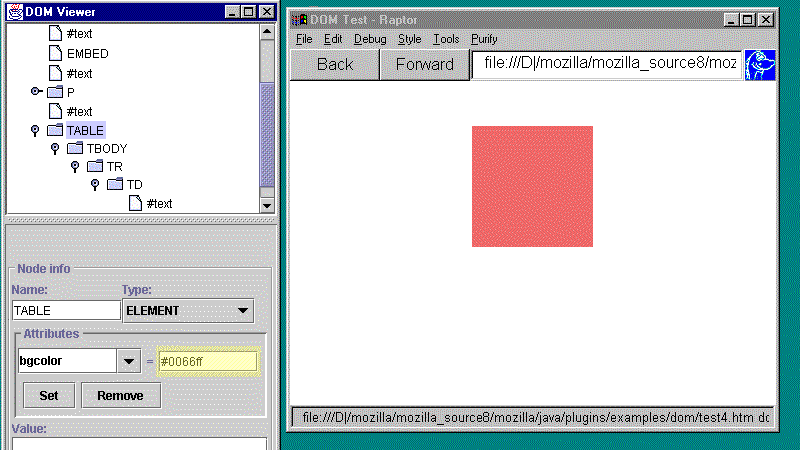 DOM Viewer
#text
EMBED
#text
P
#text
TABLE
TBODY
TR
TD
#text
Node info
Name:
Type:
TABLE
ELEMENT
Attributes
bgcolor
=
#0066ff
Set
Remove
Value:
DOM Test - Raptor
File Edit Debug Style Tools Purify
Back
Forward
file:///D|/mozilla/mozilla_source8/moz
file:///D|/mozilla/mozilla_source8/mozilla/java/plugins/examples/dom/test4.htm do